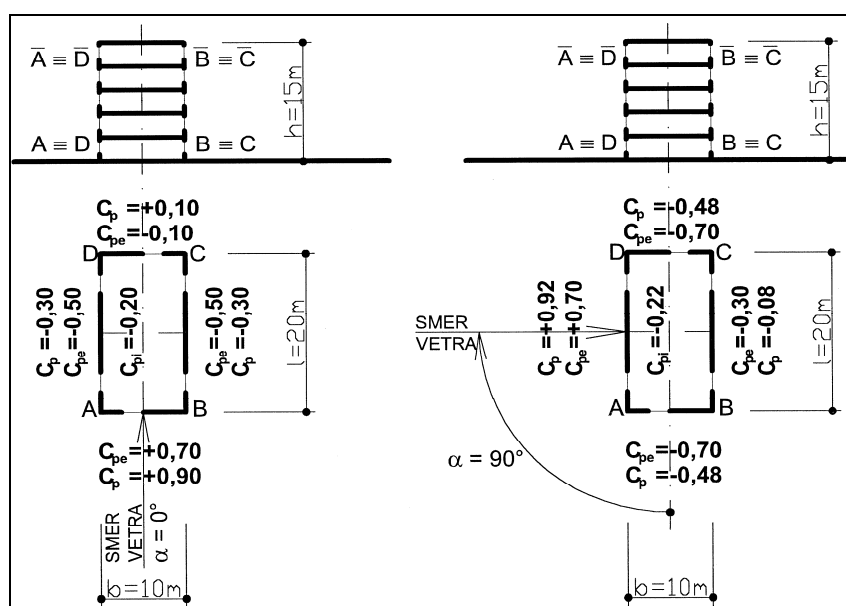 A̅ ≡ D̅ B̅ ≡ C̅
h=15m
A ≡ D B ≡ C
Cp =+0,10
Cpe=-0,10
D C
Cp =-0,30
Cpe=-0,50
Cpi=-0,20
Cpe=-0,50
Cp =-0,30
l=20m
A B
Cpe=+0,70
Cp =+0,90
SMER
VETRA
α = 0°
b=10m
A̅ ≡ D̅ B̅ ≡ C̅
h=15m
A ≡ D B ≡ C
Cp =-0,48
Cpe=-0,70
D C
SMER
VETRA
Cp =+0,92
Cpe=+0,70
Cpi=-0,22
Cpe=-0,30
Cp =-0,08
l=20m
A B
α = 90°
Cpe=-0,70
Cp =-0,48
b=10m